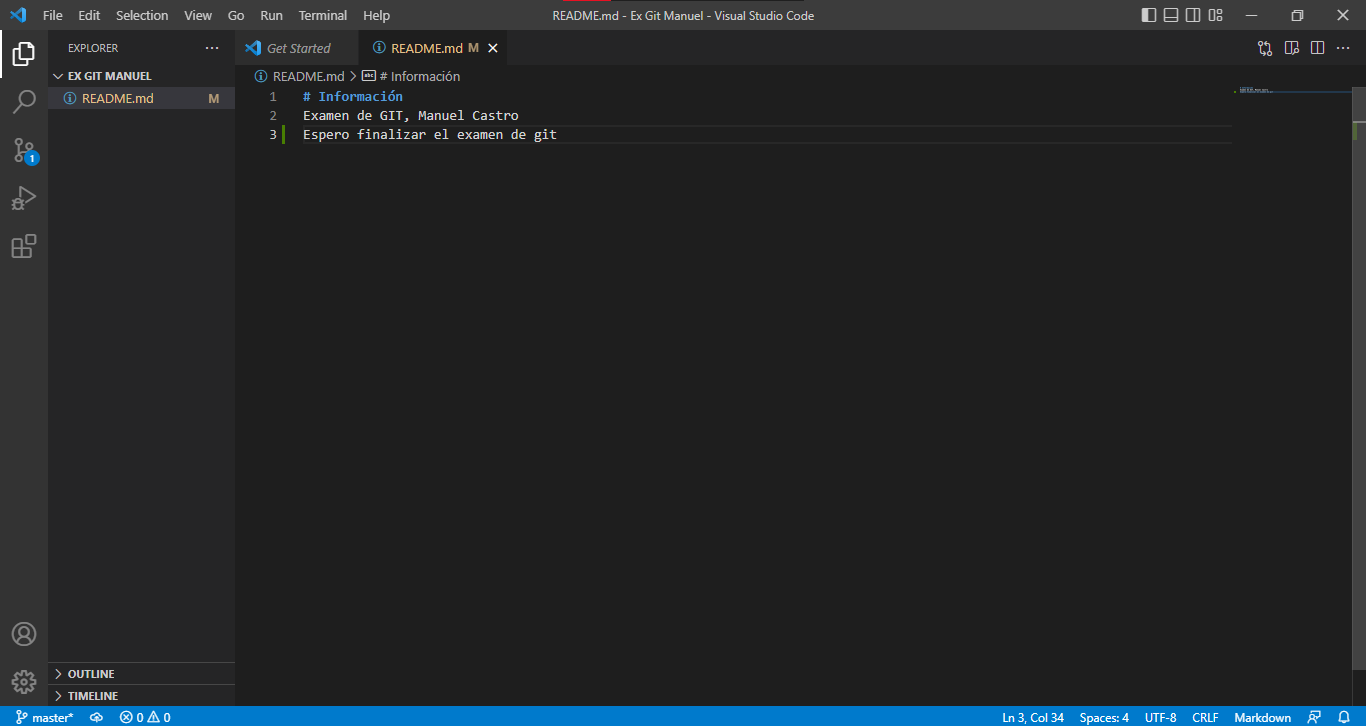 File Edit Selection View Go Run Terminal Help
README.md - Ex Git Manuel - Visual Studio Code
EXPLORER
Get Started
README.md M
EX GIT MANUEL
README.md M
README.md > # Información
1 # Información
2 Examen de GIT, Manuel Castro
3 Espero finalizar el examen de git
1
OUTLINE
TIMELINE
master* 0 0
Ln 3, Col 34 Spaces: 4 UTF-8 CRLF Markdown